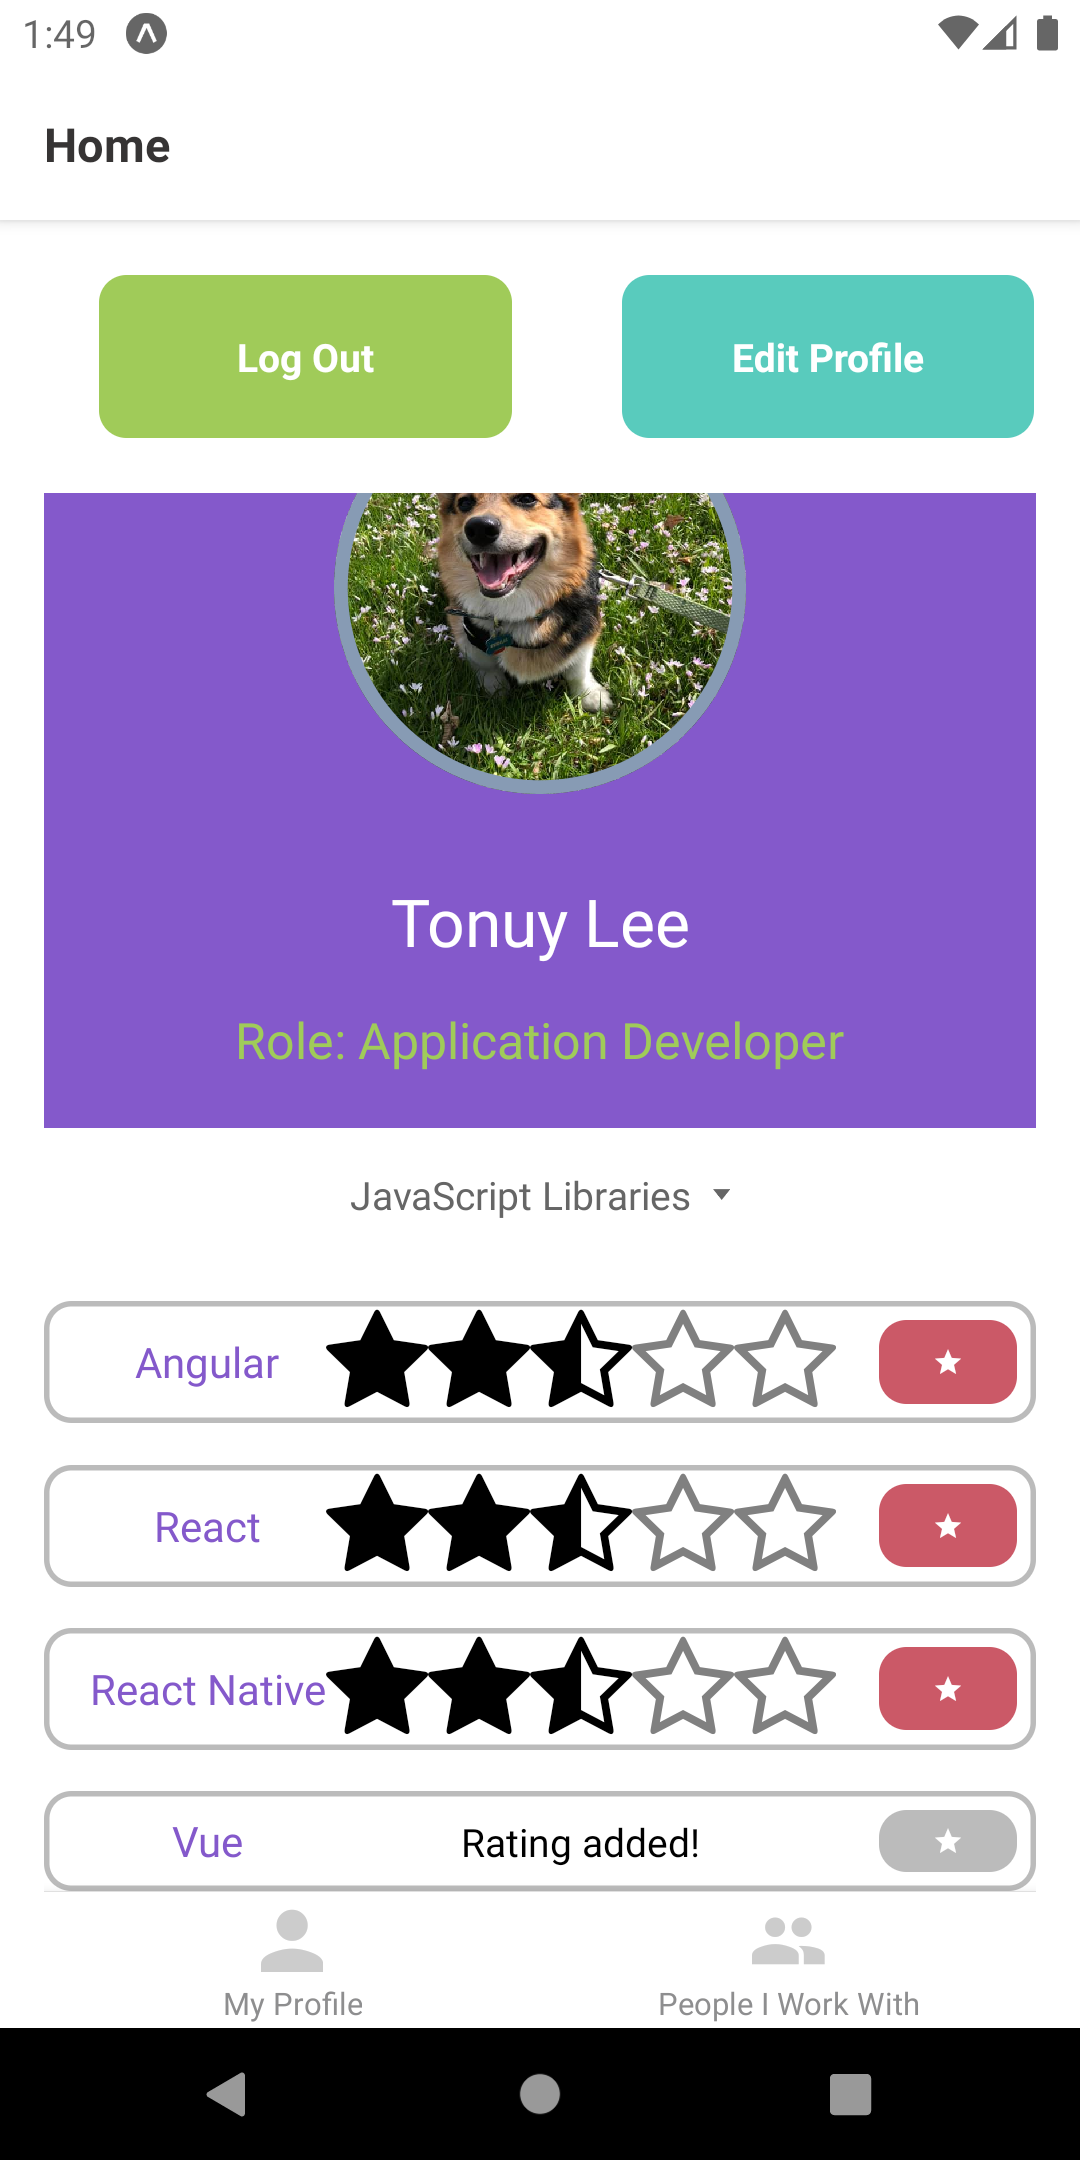 1:49
Home
Log Out
Edit Profile
Tonuy Lee
Role: Application Developer
JavaScript Libraries
Angular
React
React Native
Vue
Rating added!
My Profile
People I Work With